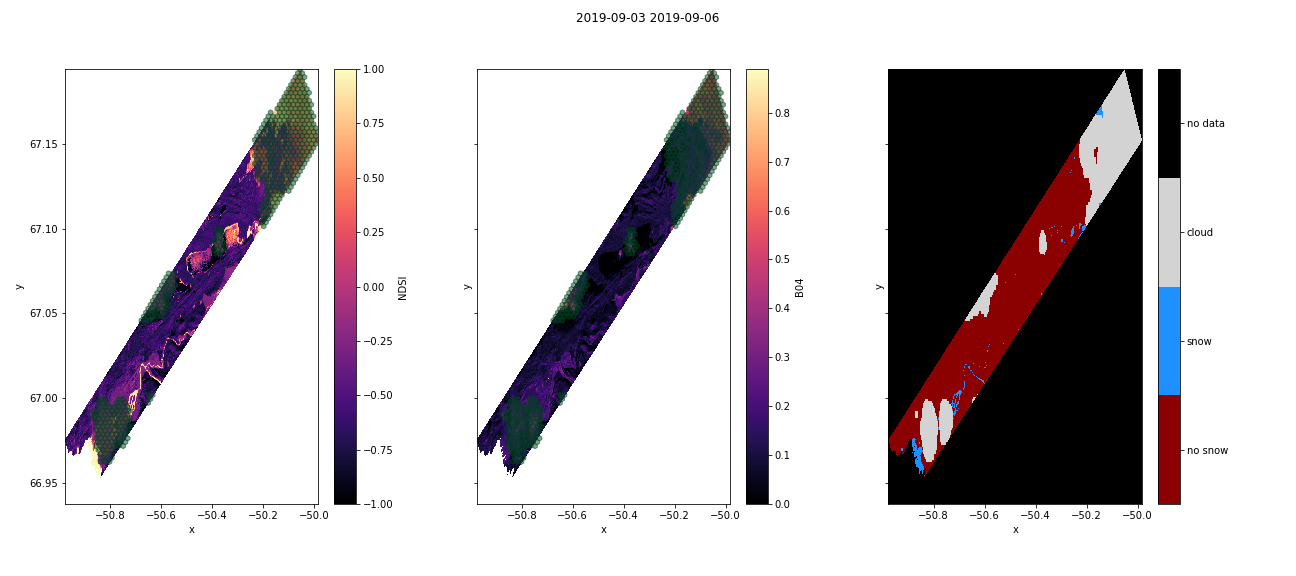 2019-09-03 2019-09-06
67.15
67.10
67.05
67.00
66.95
y
−50.8 −50.6 −50.4 −50.2 −50.0
x
1.00
0.75
0.50
0.25
0.00
−0.25
−0.50
−0.75
−1.00
NDSI
y
−50.8 −50.6 −50.4 −50.2 −50.0
x
0.8
0.7
0.6
0.5
0.4
0.3
0.2
0.1
0.0
B04
y
−50.8 −50.6 −50.4 −50.2 −50.0
x
no data
cloud
snow
no snow